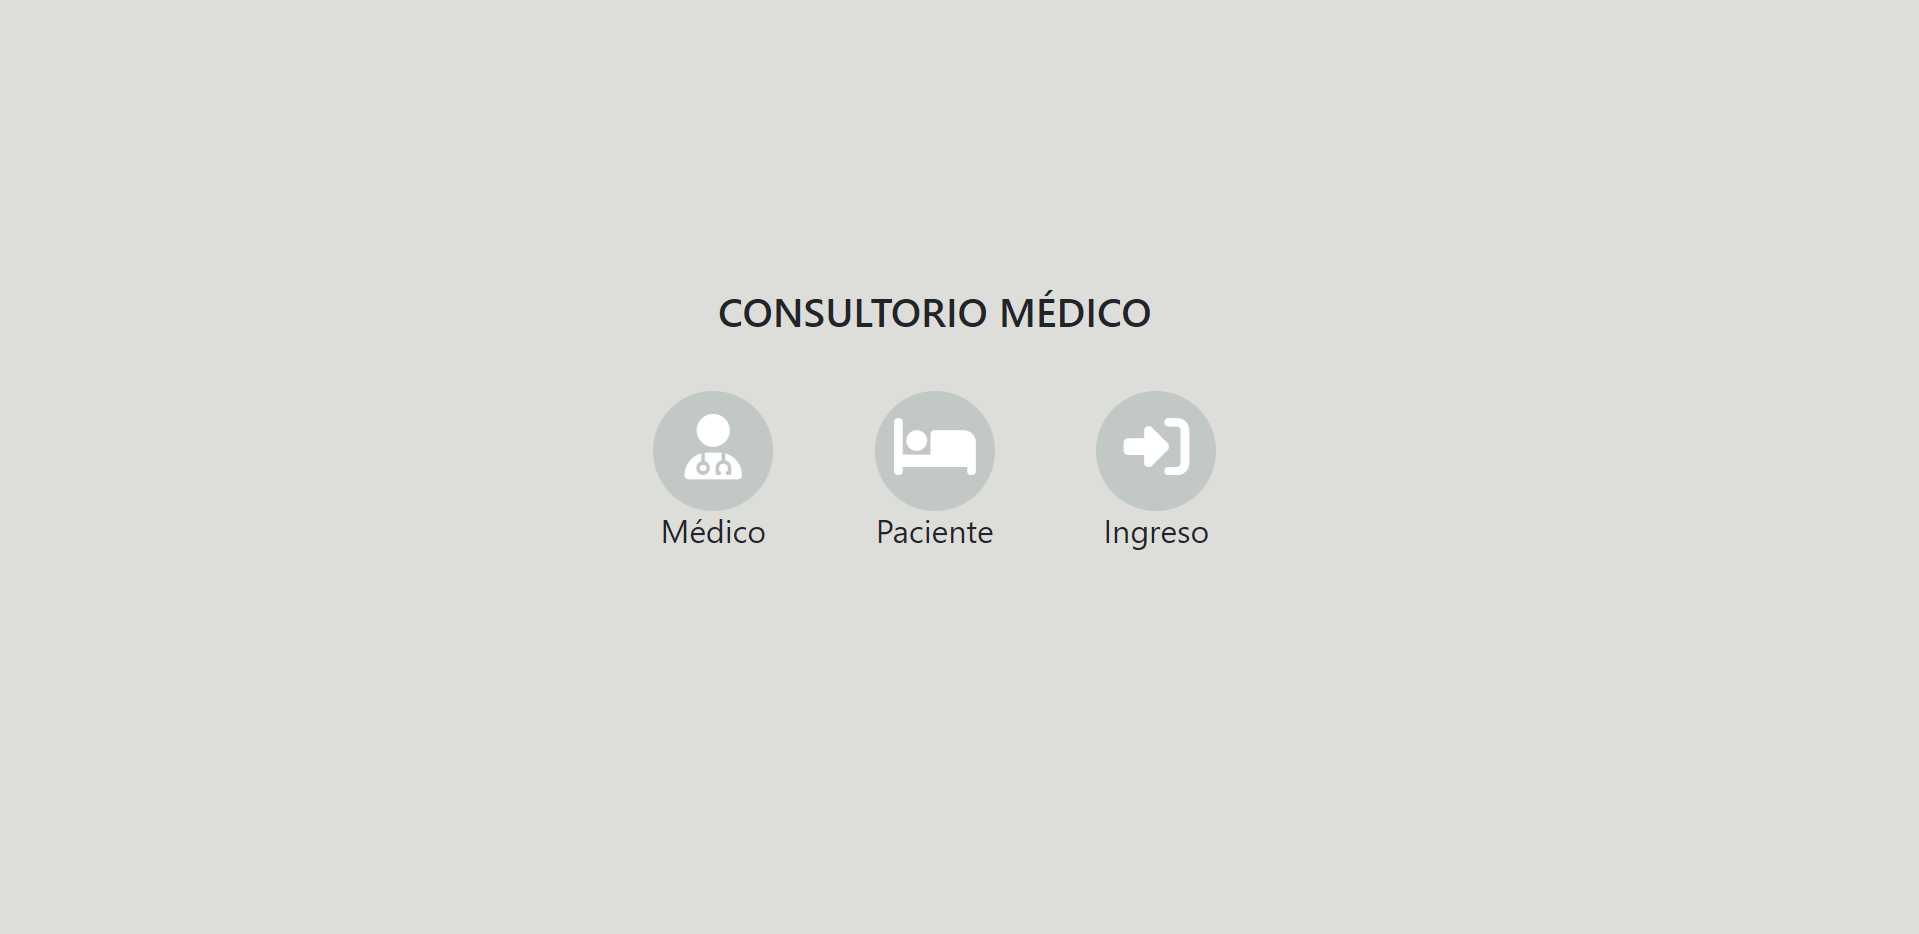 CONSULTORIO MÉDICO
Médico
Paciente
Ingreso